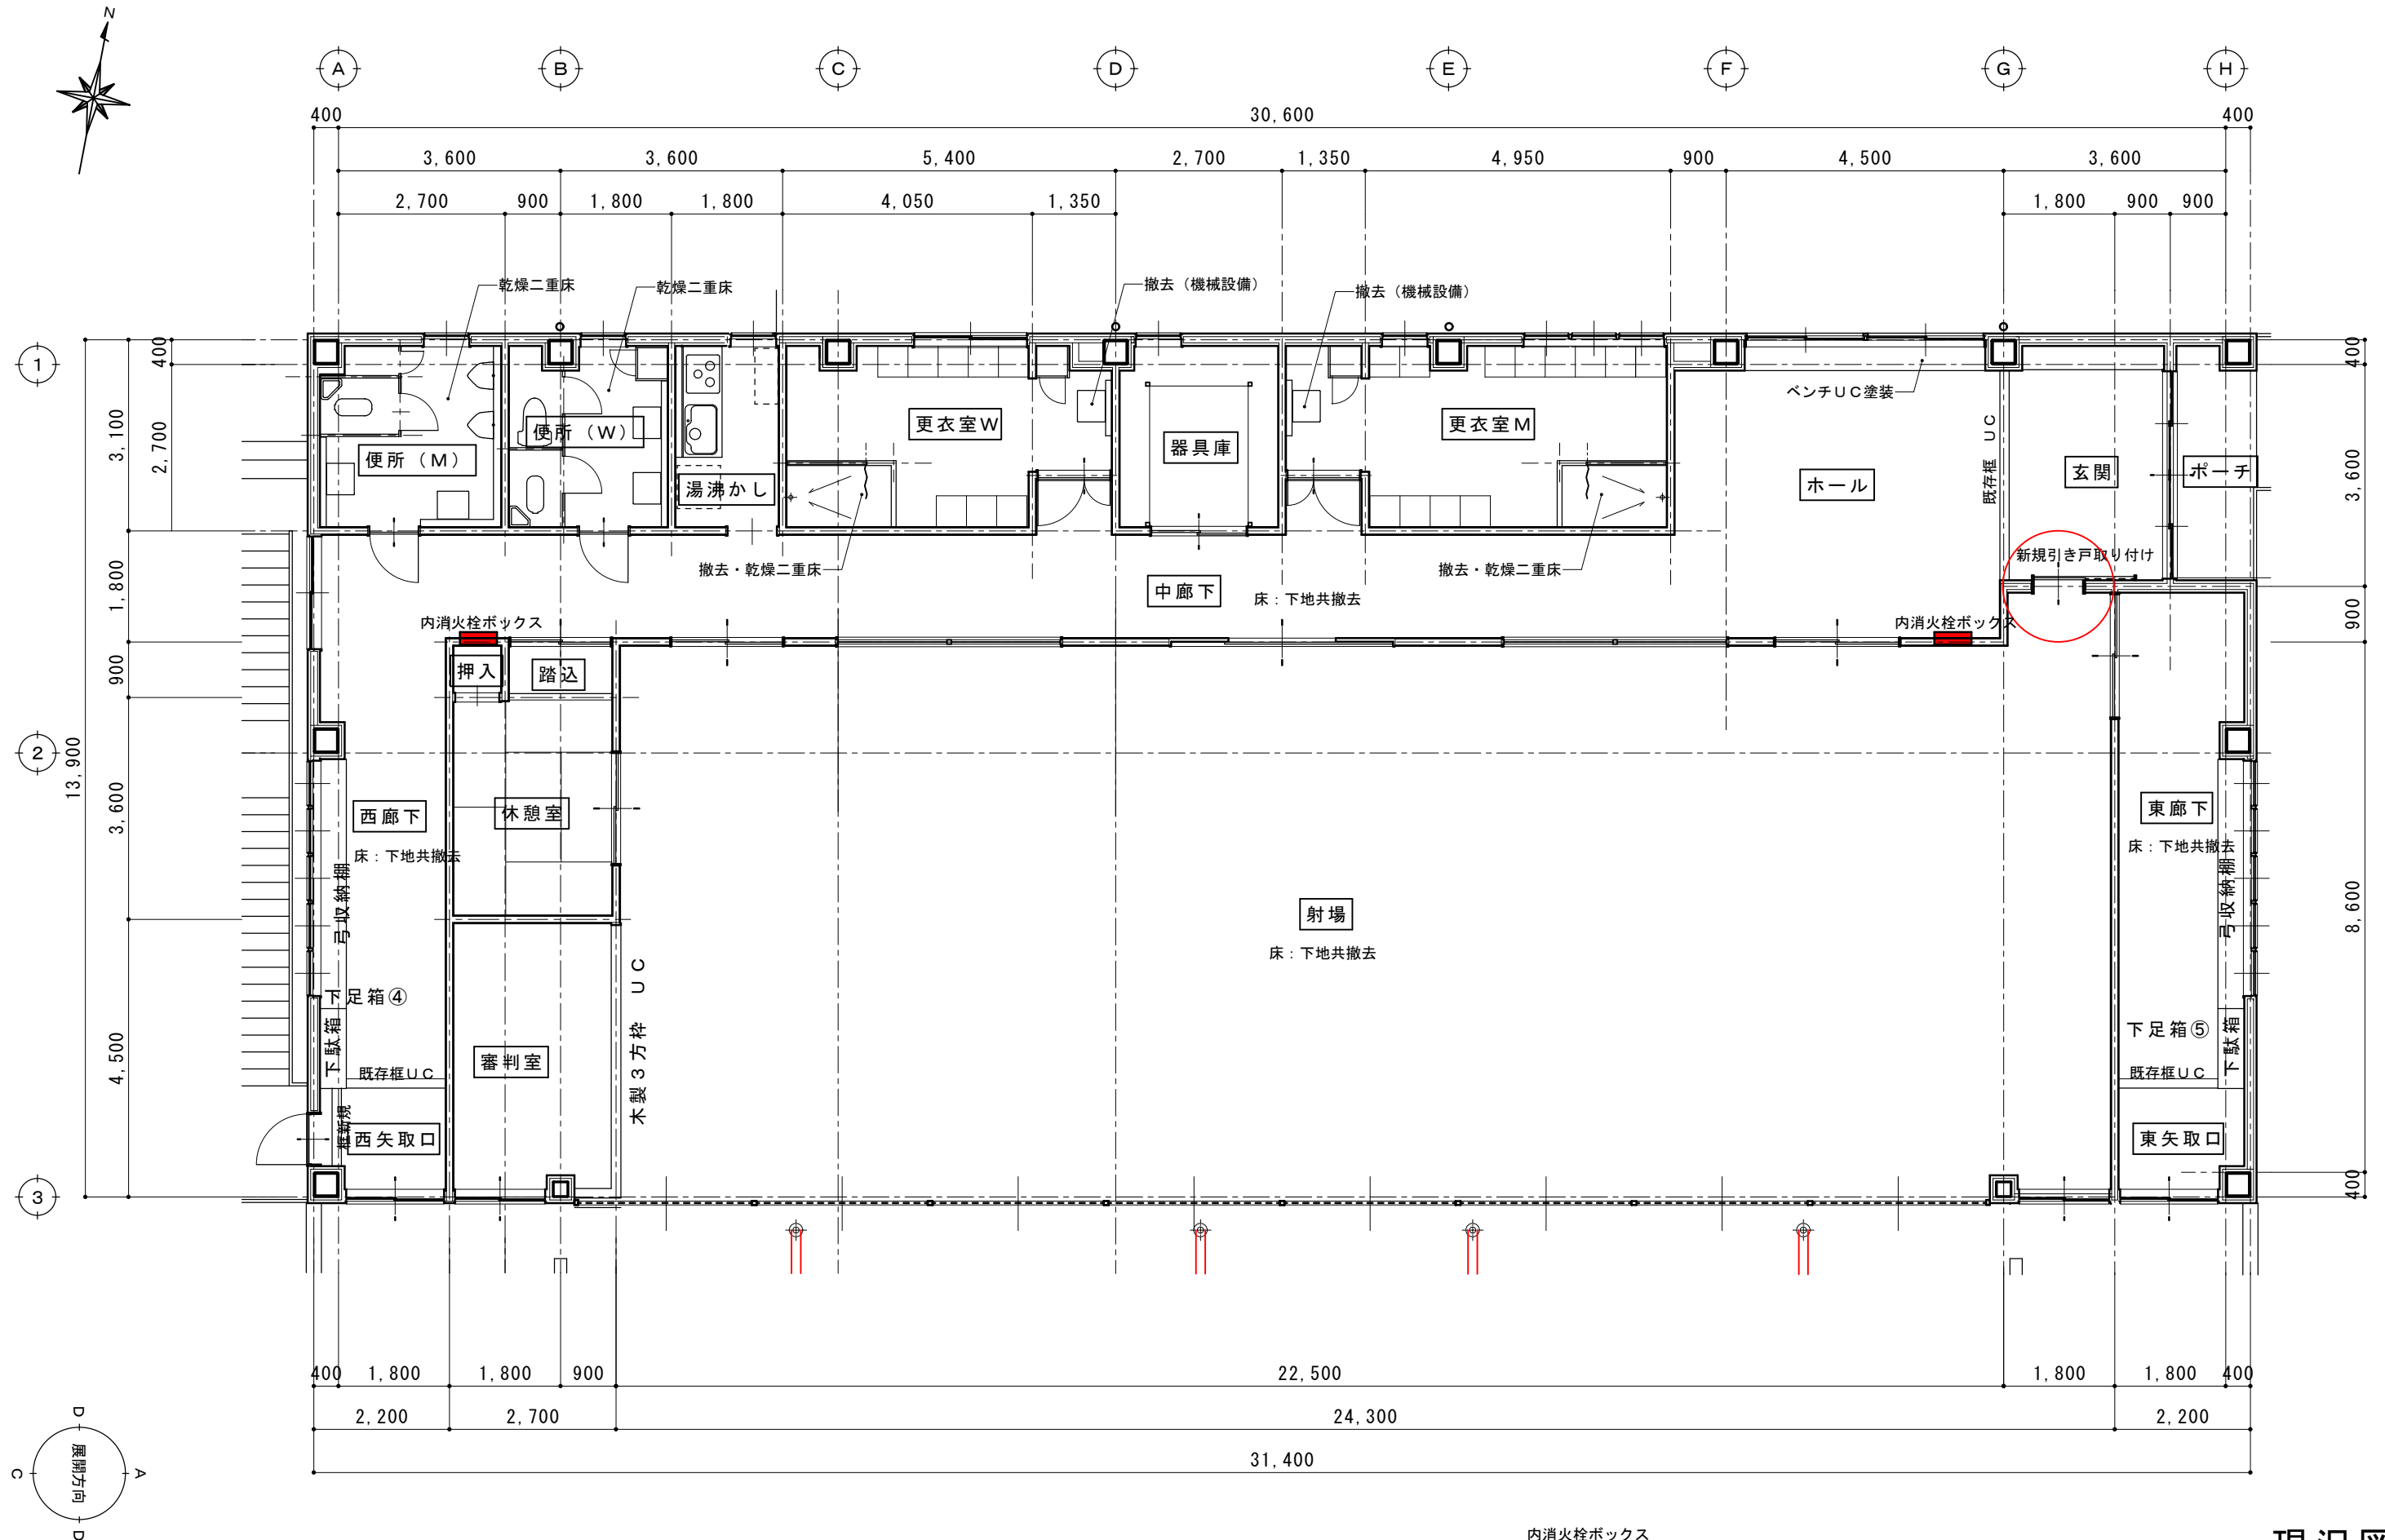 N
A B C D E F G H
400 30,600 400
3,600 3,600 5,400 2,700 1,350 4,950 900 4,500 3,600
2,700 900 1,800 1,800 4,050 1,350 1,800 900 900
乾燥二重床
乾燥二重床
撤去（機械設備）
撤去（機械設備）
1
400
3,100
2,700
1,800
900
13,900
3,600
4,500
2
3
400
3,600
900
8,600
400
ベンチＵＣ塗装
更衣室Ｗ
更衣室Ｍ
便所（Ｗ）
器具庫
便所（Ｍ）
湯沸かし
ホール
既存框 ＵＣ
玄関
ポーチ
新規引き戸取り付け
撤去・乾燥二重床
撤去・乾燥二重床
中廊下
床：下地共撤去
内消火栓ボックス
内消火栓ボックス
押入
踏込
西廊下
床：下地共撤去
休憩室
東廊下
床：下地共撤去
弓収納棚
弓収納棚
射場
床：下地共撤去
下足箱④
下足箱⑤
下駄箱
下駄箱
審判室
木製３方枠 ＵＣ
既存框ＵＣ
既存框ＵＣ
框新規
西矢取口
東矢取口
400 1,800 1,800 900 22,500 1,800 1,800 400
2,200 2,700 24,300 2,200
31,400
D
C
展開方向
A
D
内消火栓ボックス
現況図